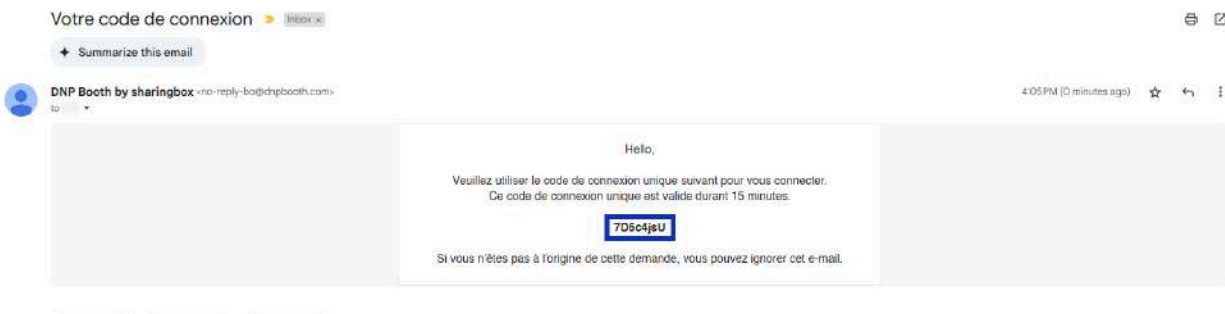 Votre code de connexion
Inbox ×
Summarize this email
DNP Booth by sharingbox <no-reply-bo@dnpbooth.com>
4:05 PM (0 minutes ago)
to
Hello,
Veuillez utiliser le code de connexion unique suivant pour vous connecter.
Ce code de connexion unique est valide durant 15 minutes.
7D5c4jsU
Si vous n'êtes pas à l'origine de cette demande, vous pouvez ignorer cet e-mail.